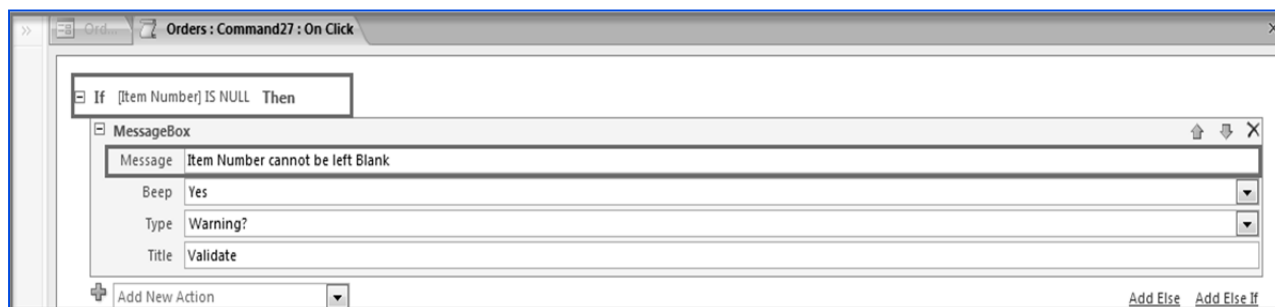 » Ord... Orders : Command27 : On Click
If [Item Number] IS NULL Then
MessageBox
Message Item Number cannot be left Blank
Beep Yes
Type Warning?
Title Validate
Add New Action Add Else Add Else If